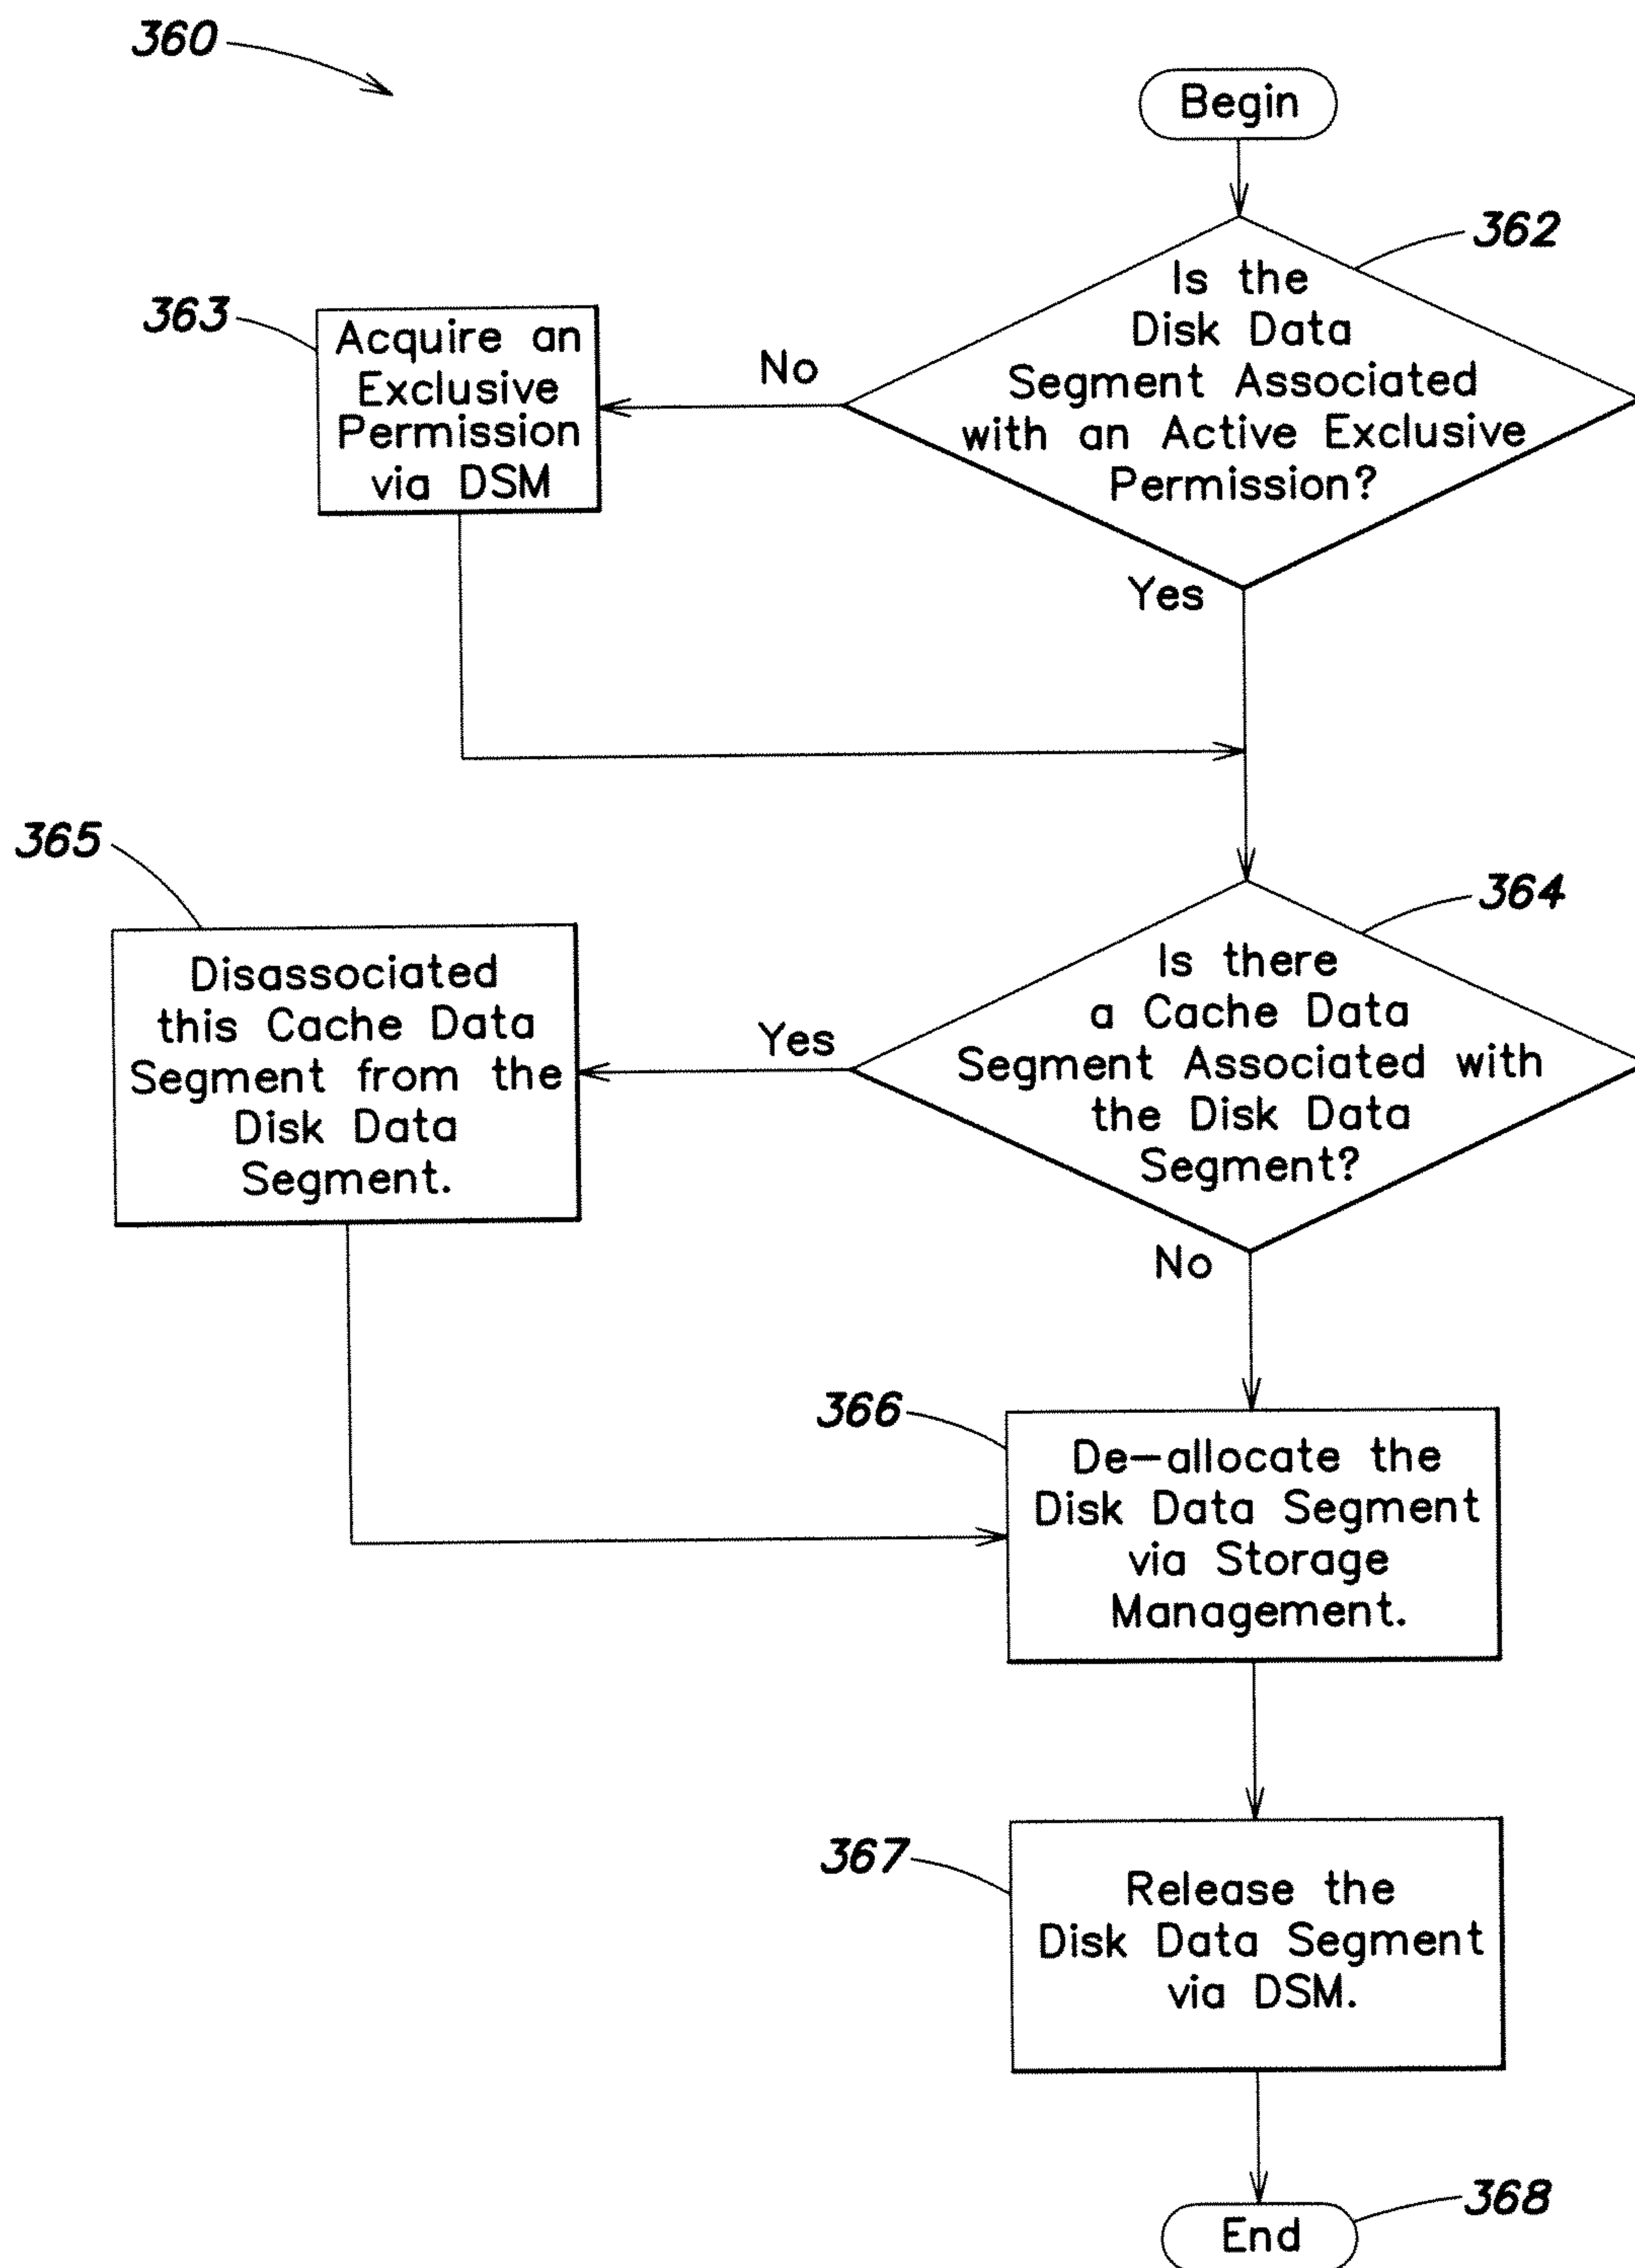 360
Begin
362
Is the
Disk Data
Segment Associated
with an Active Exclusive
Permission?
No
363
Acquire an
Exclusive
Permission
via DSM
Yes
364
Is there
a Cache Data
Segment Associated with
the Disk Data
Segment?
Yes
365
Disassociated
this Cache Data
Segment from the
Disk Data
Segment.
No
366
De-allocate the
Disk Data Segment
via Storage
Management.
367
Release the
Disk Data Segment
via DSM.
368
End